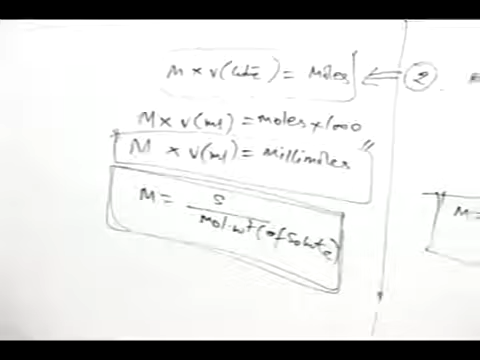 M × v (litre) = Moles ②
M × v (ml) = moles × 1000
" M × v (ml) = Millimoles "
M = S / mol. wt (of solute)
M =